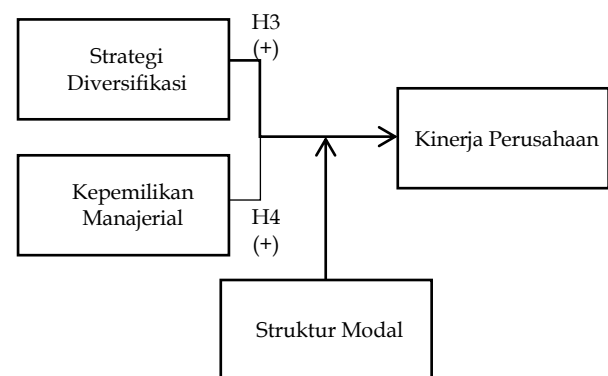 H3
(+)
Strategi
Diversifikasi
Kinerja Perusahaan
Kepemilikan
Manajerial
H4
(+)
Struktur Modal